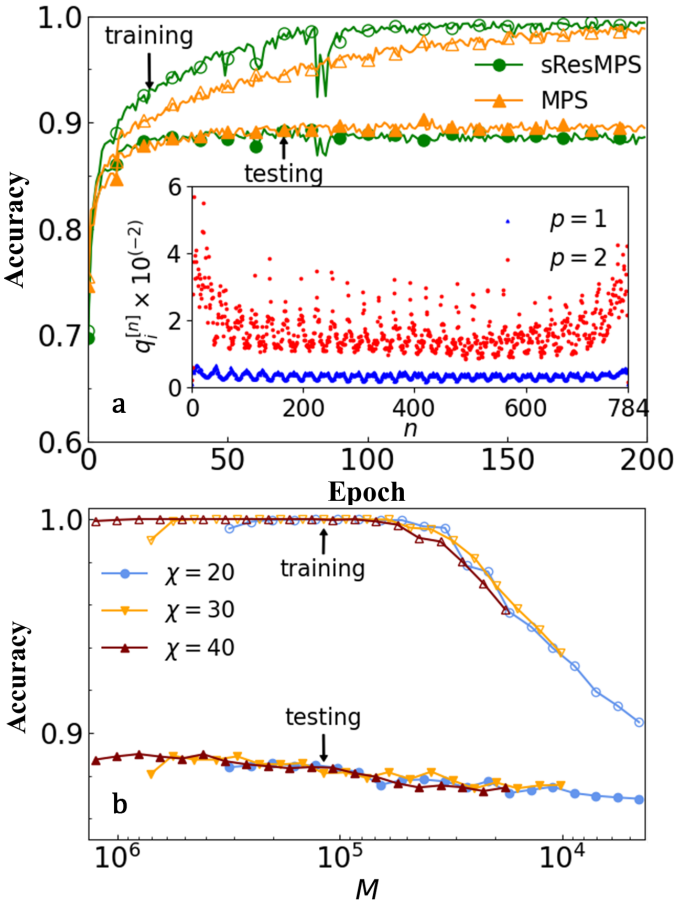 1.0
training
sResMPS
MPS
0.9
testing
Accuracy
0.8
0.7
0.6
6
4
2
0
q_i^{[n]} × 10^{(-2)}
p = 1
p = 2
0 200 400 600 784
n
a
0 50 100 150 200
Epoch
1.0
training
χ = 20
χ = 30
χ = 40
Accuracy
testing
0.9
b
10^6 10^5 10^4
M